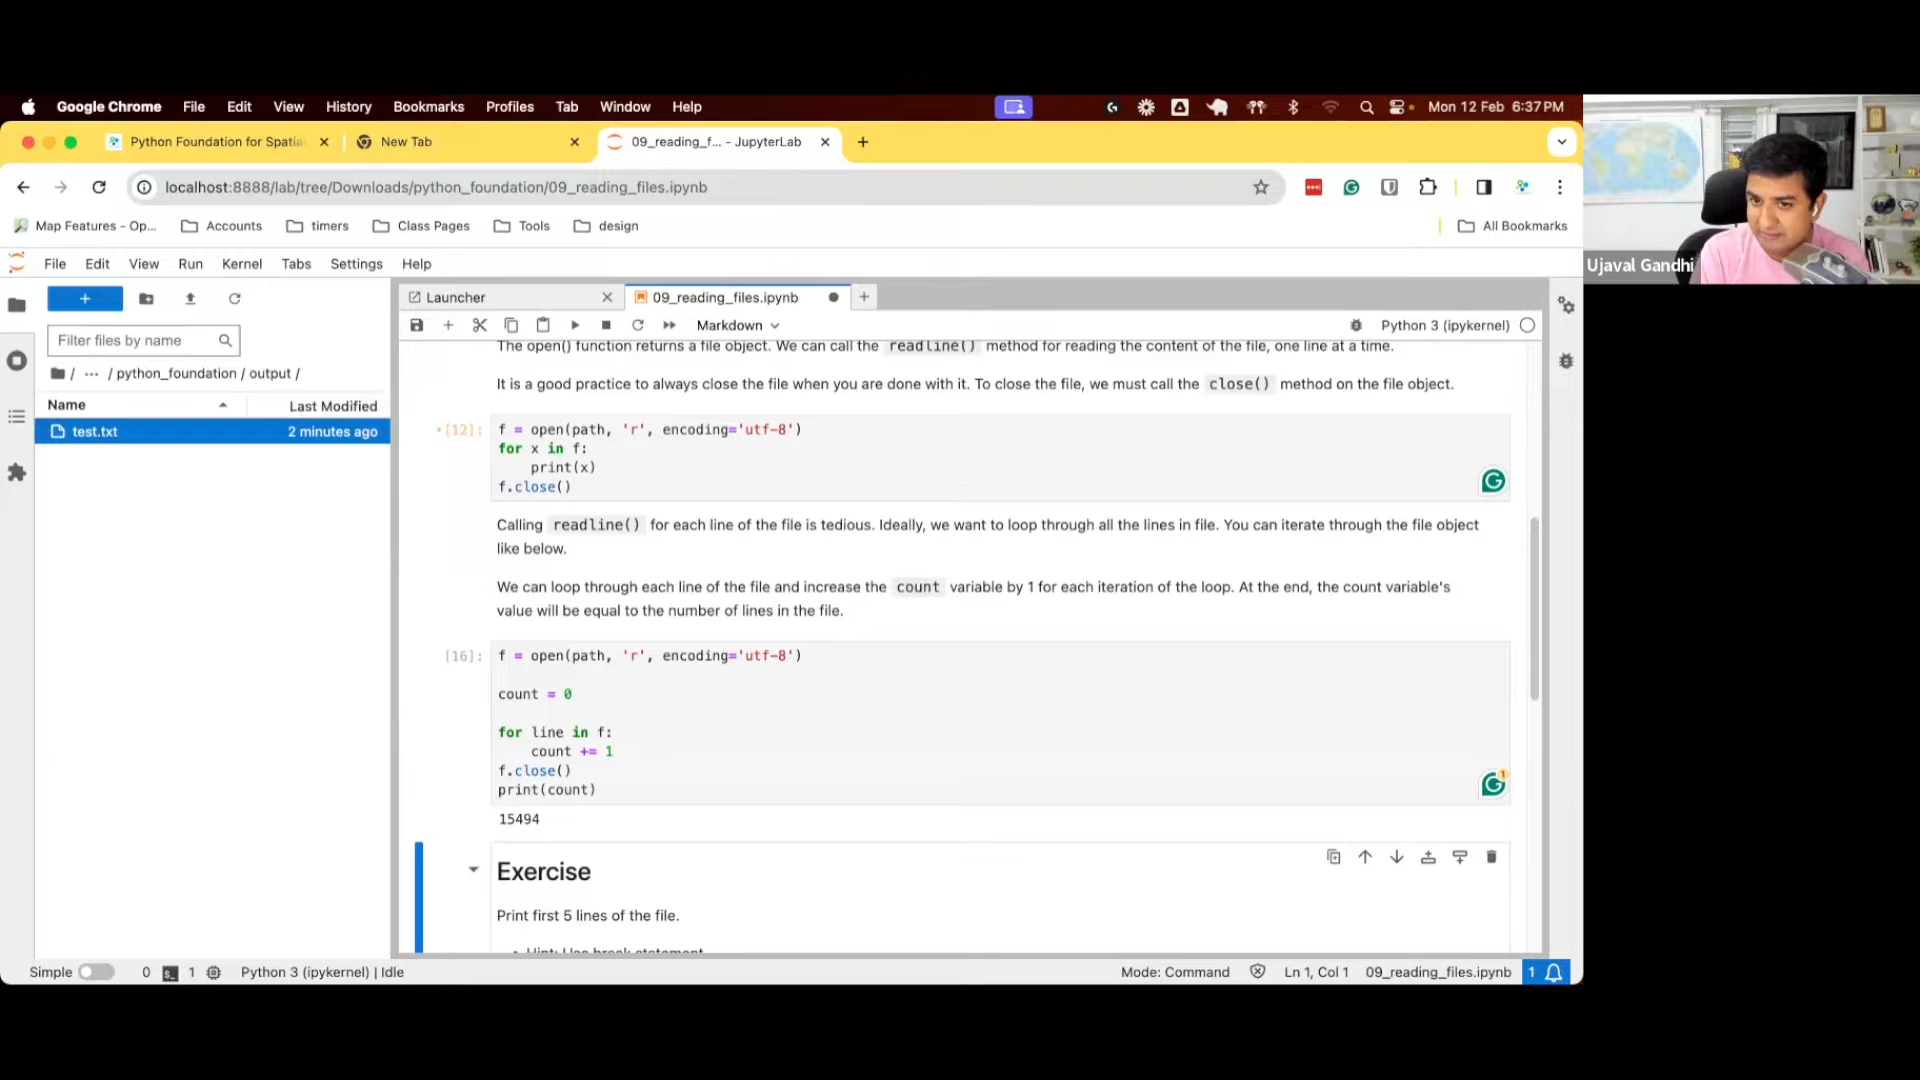 Google Chrome File Edit View History Bookmarks Profiles Tab Window Help Mon 12 Feb 6:37 PM
Python Foundation for Spatia New Tab 09_reading_f... - JupyterLab
localhost:8888/lab/tree/Downloads/python_foundation/09_reading_files.ipynb
Map Features - Op... Accounts timers Class Pages Tools design All Bookmarks
Ujaval Gandhi
File Edit View Run Kernel Tabs Settings Help
Launcher 09_reading_files.ipynb
Markdown Python 3 (ipykernel)
Filter files by name
/ ... / python_foundation / output /
Name Last Modified
test.txt 2 minutes ago
The open() function returns a file object. We can call the readline() method for reading the content of the file, one line at a time.
It is a good practice to always close the file when you are done with it. To close the file, we must call the close() method on the file object.
[12]: f = open(path, 'r', encoding='utf-8')
for x in f:
    print(x)
f.close()
Calling readline() for each line of the file is tedious. Ideally, we want to loop through all the lines in file. You can iterate through the file object
like below.
We can loop through each line of the file and increase the count variable by 1 for each iteration of the loop. At the end, the count variable's
value will be equal to the number of lines in the file.
[16]: f = open(path, 'r', encoding='utf-8')
count = 0
for line in f:
    count += 1
f.close()
print(count)
15494
Exercise
Print first 5 lines of the file.
Hint: Use break statement
Simple 0 1 Python 3 (ipykernel) | Idle Mode: Command Ln 1, Col 1 09_reading_files.ipynb 1